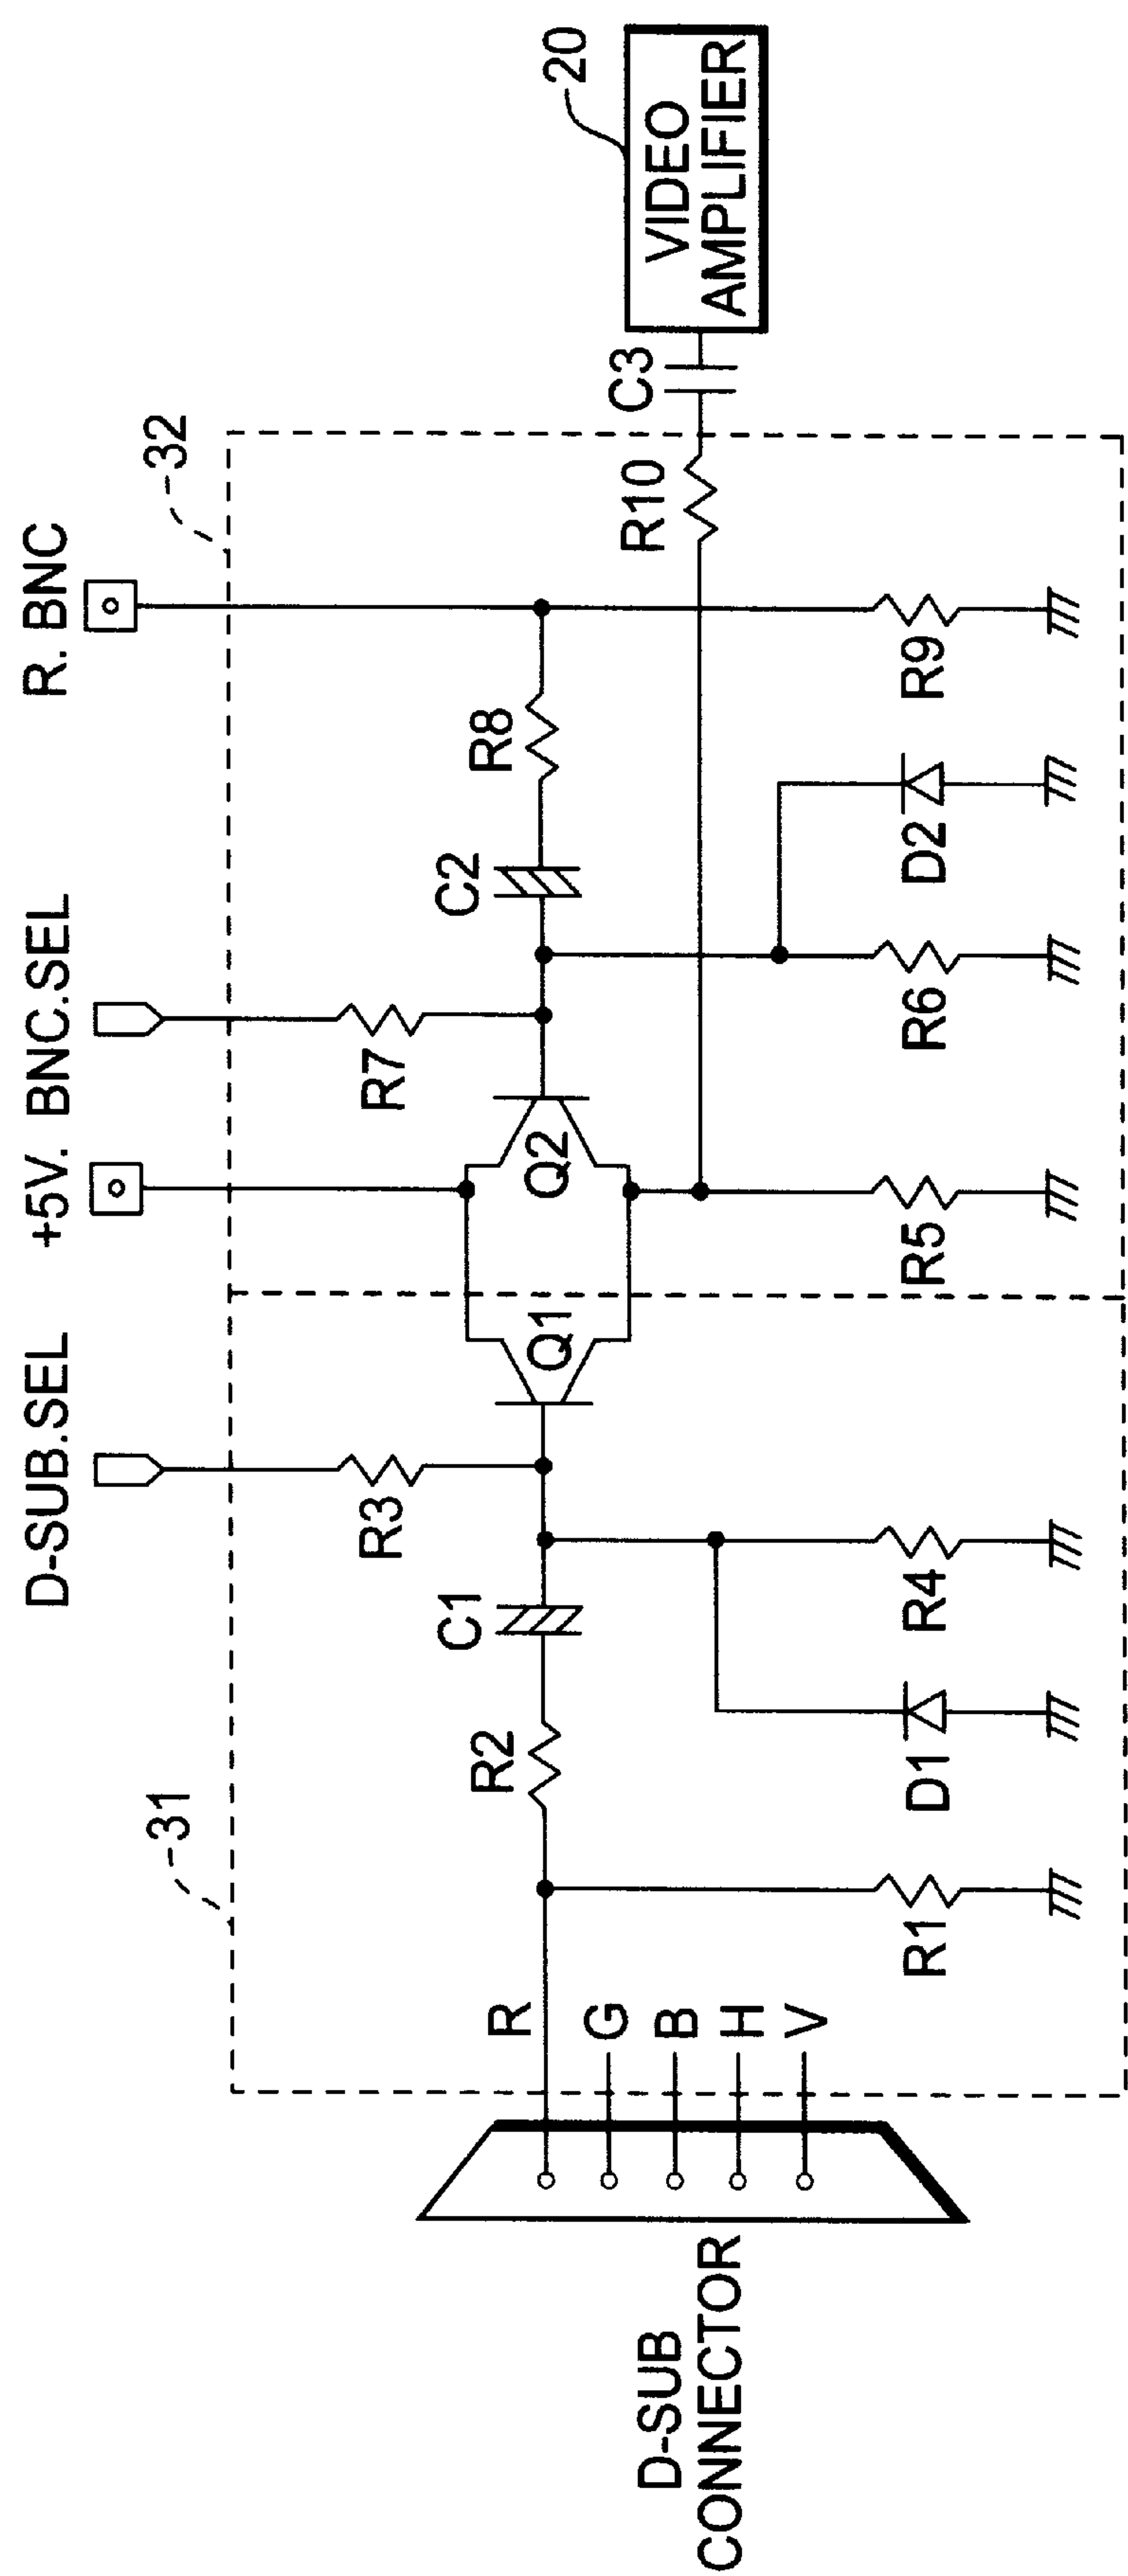 D-SUB.SEL
+5V.
BNC.SEL
R. BNC
31
32
20
R3
R7
C1
C2
R2
R8
Q1
Q2
R
G
B
H
V
D-SUB
CONNECTOR
R10
C3
VIDEO
AMPLIFIER
R1
D1
R4
R5
R6
D2
R9